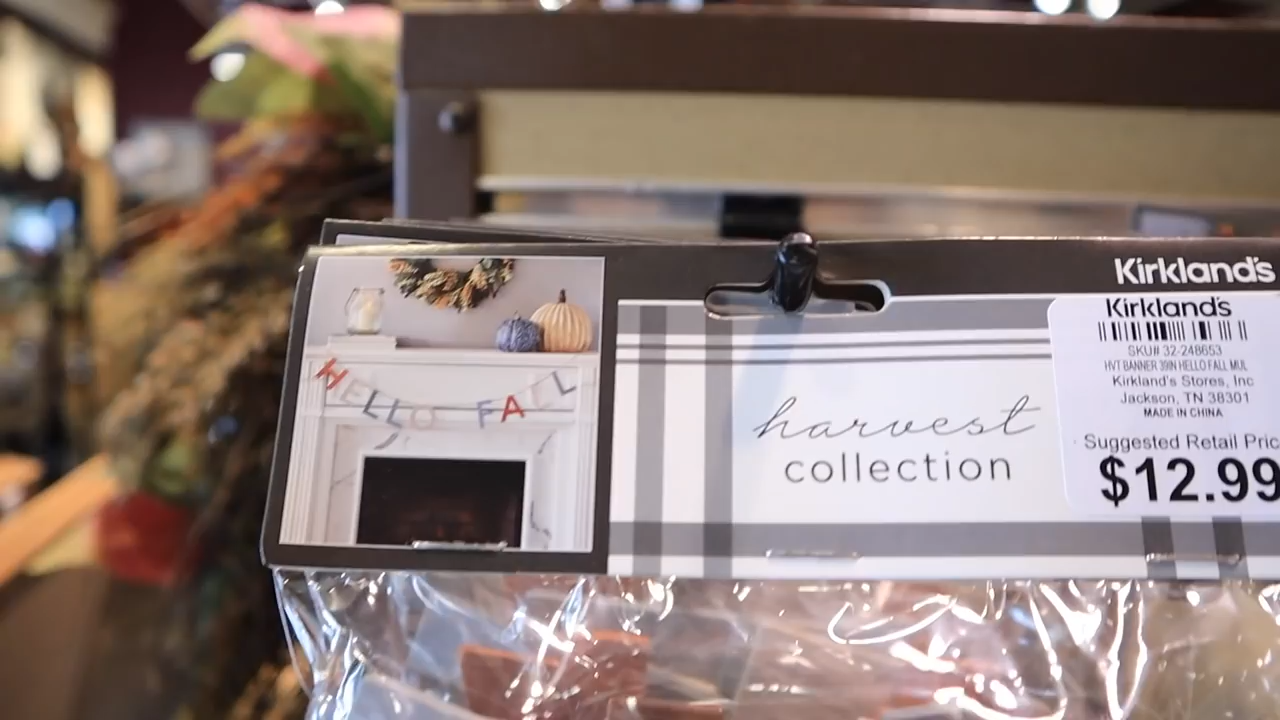 Kirkland's
Kirkland's
SKU# 32-248653
HVT BANNER 39IN HELLO FALL MUL
Kirkland's Stores, Inc
Jackson, TN 38301
MADE IN CHINA
Suggested Retail Pric
$12.99
harvest
collection
HELLO FALL